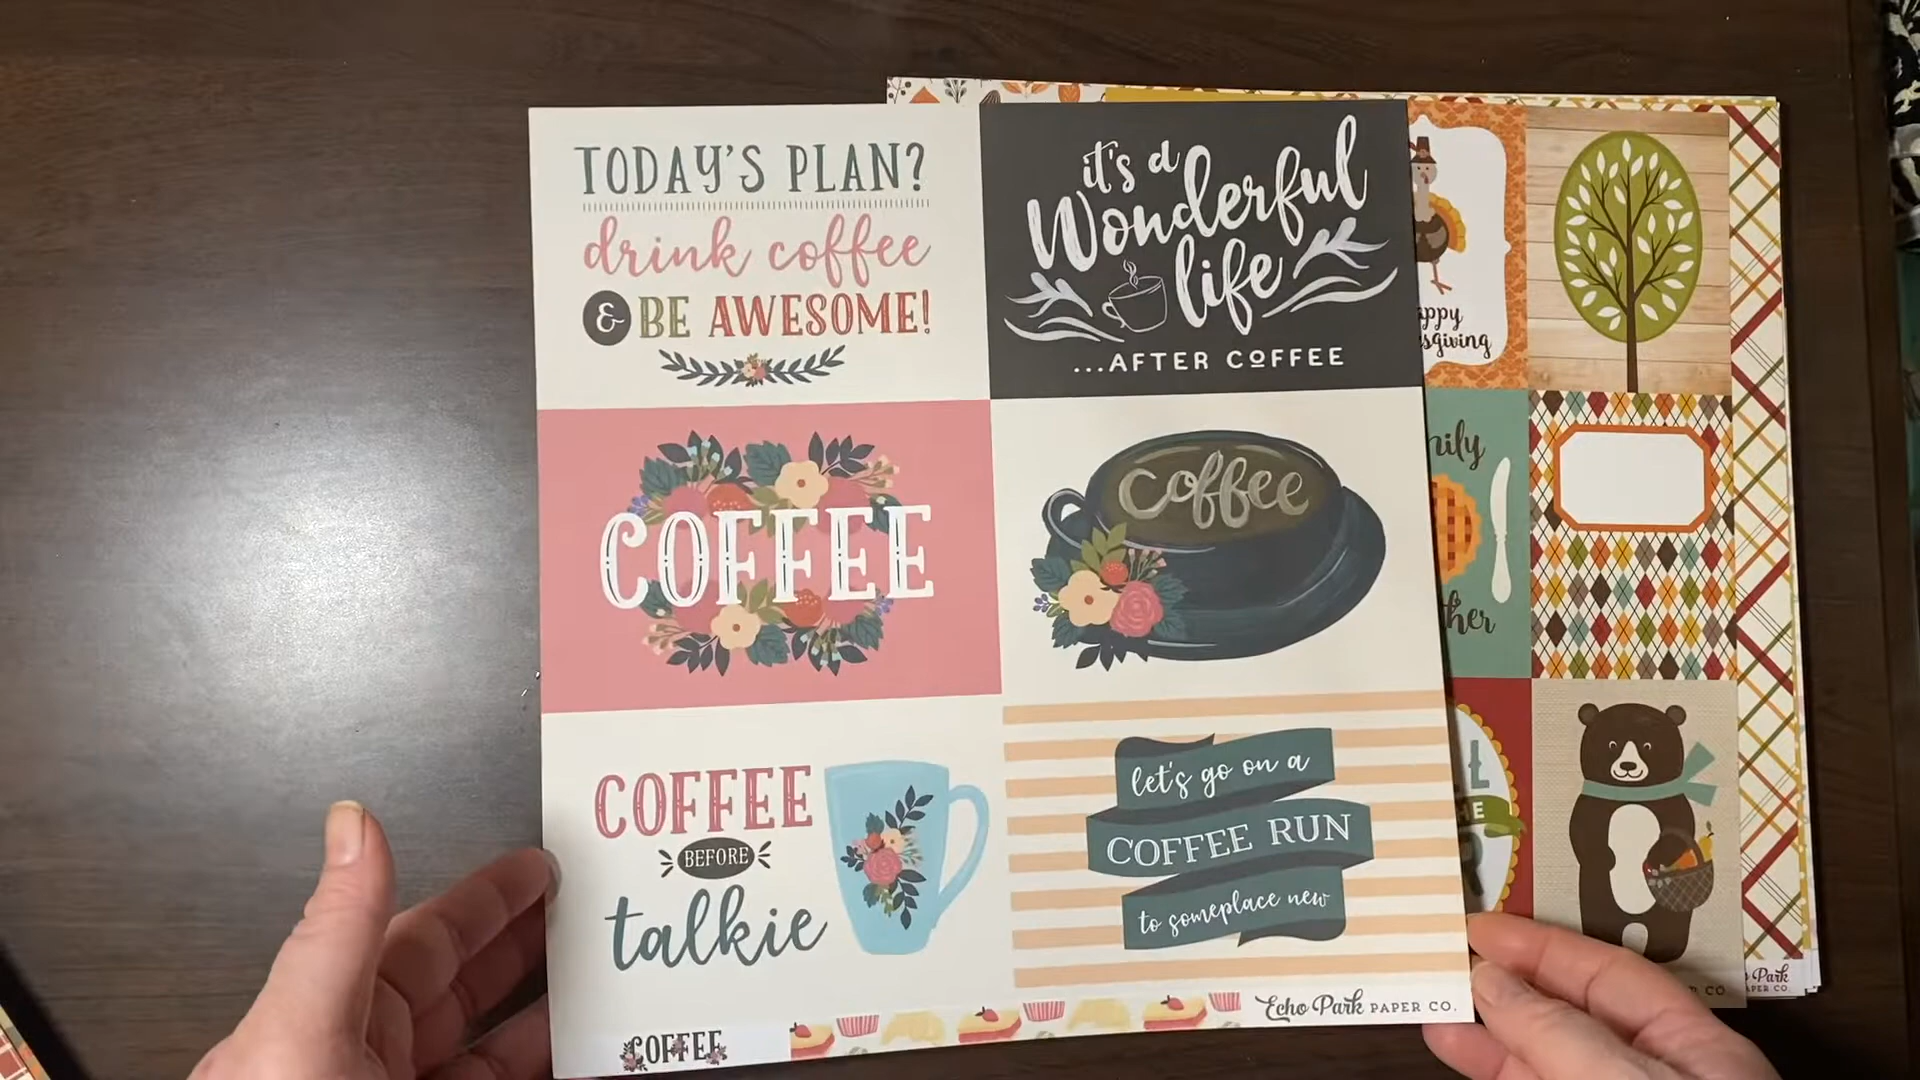 TODAY'S PLAN?
drink coffee
& BE AWESOME!
it's a
Wonderful
life
...AFTER COFFEE
COFFEE
coffee
COFFEE
BEFORE
talkie
let's go on a
COFFEE RUN
to someplace new
COFFEE
Echo Park PAPER CO.